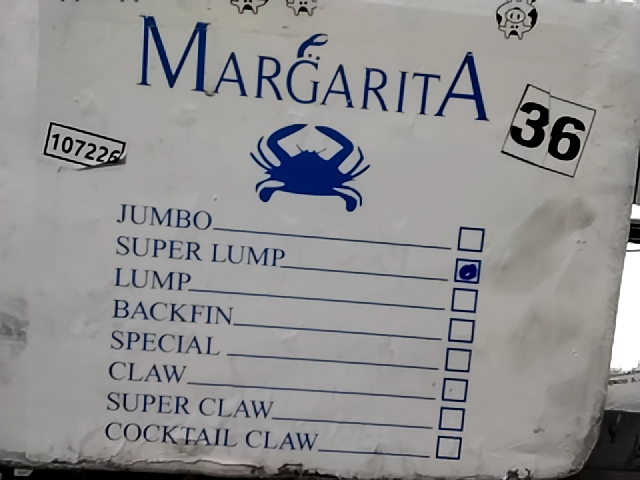 MARGARITA
36
107226
JUMBO
SUPER LUMP
LUMP
BACKFIN
SPECIAL
CLAW
SUPER CLAW
COCKTAIL CLAW